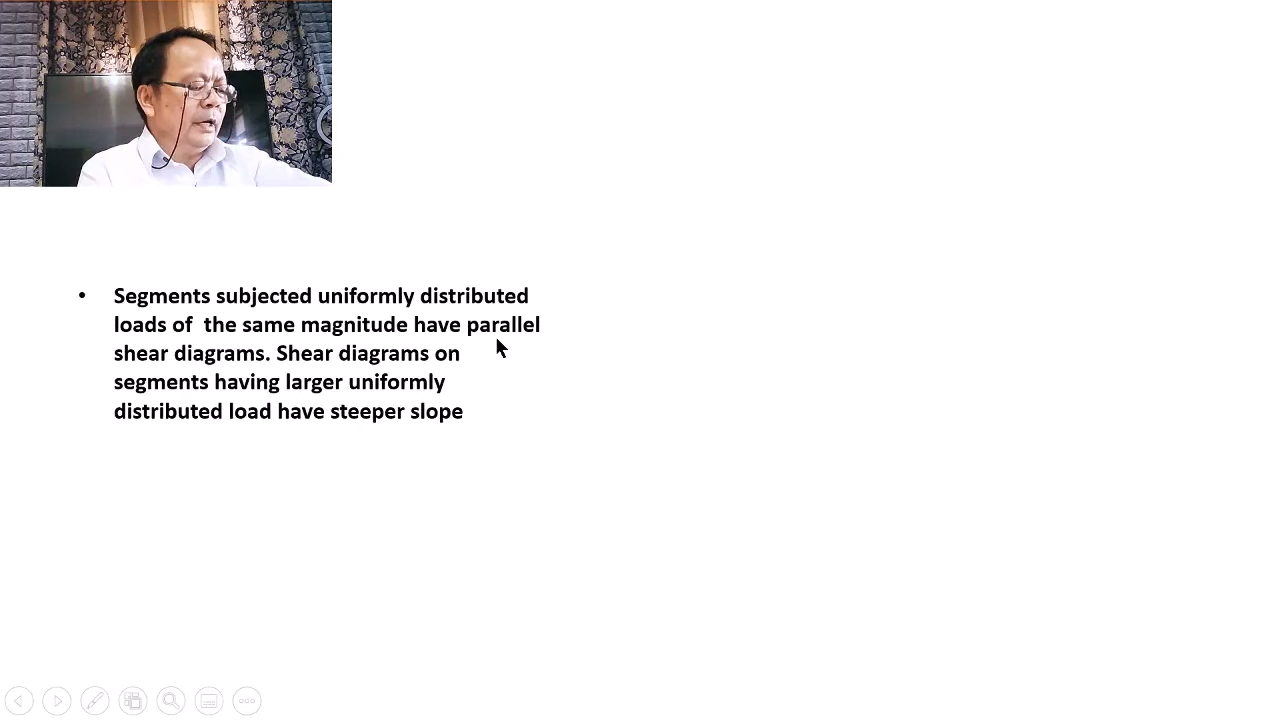 • Segments subjected uniformly distributed
loads of  the same magnitude have parallel
shear diagrams. Shear diagrams on
segments having larger uniformly
distributed load have steeper slope